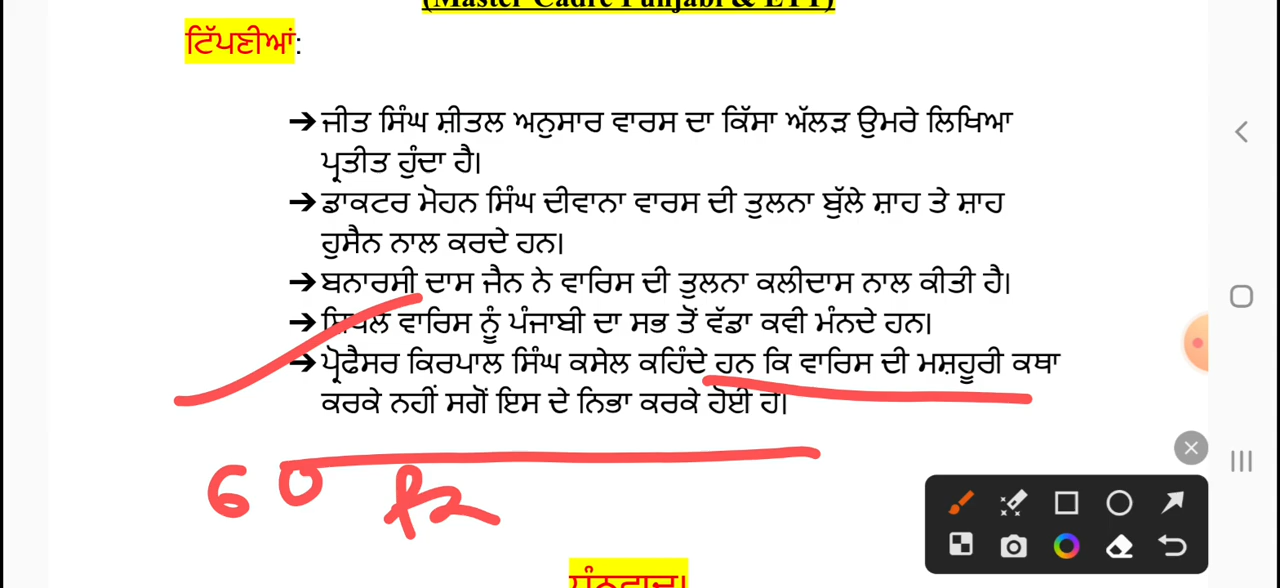 (Master Cadre Punjabi & ETT)
ਟਿੱਪਣੀਆਂ:
➔ ਜੀਤ ਸਿੰਘ ਸ਼ੀਤਲ ਅਨੁਸਾਰ ਵਾਰਸ ਦਾ ਕਿੱਸਾ ਅੱਲੜ ਉਮਰੇ ਲਿਖਿਆ
ਪ੍ਰਤੀਤ ਹੁੰਦਾ ਹੈ।
➔ ਡਾਕਟਰ ਮੋਹਨ ਸਿੰਘ ਦੀਵਾਨਾ ਵਾਰਸ ਦੀ ਤੁਲਨਾ ਬੁੱਲੇ ਸ਼ਾਹ ਤੇ ਸ਼ਾਹ
ਹੁਸੈਨ ਨਾਲ ਕਰਦੇ ਹਨ।
➔ ਬਨਾਰਸੀ ਦਾਸ ਜੈਨ ਨੇ ਵਾਰਿਸ ਦੀ ਤੁਲਨਾ ਕਲੀਦਾਸ ਨਾਲ ਕੀਤੀ ਹੈ।
➔ ਵਾਰਿਸ ਨੂੰ ਪੰਜਾਬੀ ਦਾ ਸਭ ਤੋਂ ਵੱਡਾ ਕਵੀ ਮੰਨਦੇ ਹਨ।
➔ ਪ੍ਰੋਫੈਸਰ ਕਿਰਪਾਲ ਸਿੰਘ ਕਸੇਲ ਕਹਿੰਦੇ ਹਨ ਕਿ ਵਾਰਿਸ ਦੀ ਮਸ਼ਹੂਰੀ ਕਥਾ
ਕਰਕੇ ਨਹੀਂ ਸਗੋਂ ਇਸ ਦੇ ਨਿਭਾ ਕਰਕੇ ਹੋਈ ਹੈ।
60
ਧੰਨਵਾਦ।